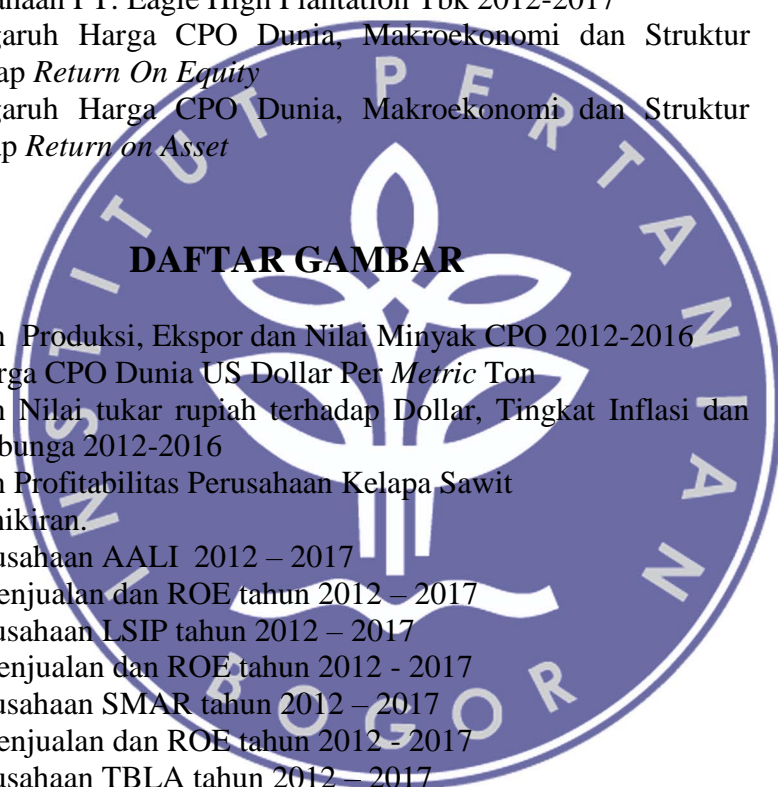 ahaan PT. Eagle High Plantation Tbk 2012-2017
garuh Harga CPO Dunia, Makroekonomi dan Struktur
ap Return On Equity
garuh Harga CPO Dunia, Makroekonomi dan Struktur
ap Return on Asset
DAFTAR GAMBAR
n Produksi, Ekspor dan Nilai Minyak CPO 2012-2016
rga CPO Dunia US Dollar Per Metric Ton
n Nilai tukar rupiah terhadap Dollar, Tingkat Inflasi dan
bunga 2012-2016
n Profitabilitas Perusahaan Kelapa Sawit
nikiran.
usahaan AALI 2012 – 2017
enjualan dan ROE tahun 2012 – 2017
usahaan LSIP tahun 2012 – 2017
enjualan dan ROE tahun 2012 - 2017
usahaan SMAR tahun 2012 – 2017
enjualan dan ROE tahun 2012 - 2017
usahaan TBLA tahun 2012 – 2017
INSTITUT PERTANIAN
BOGOR